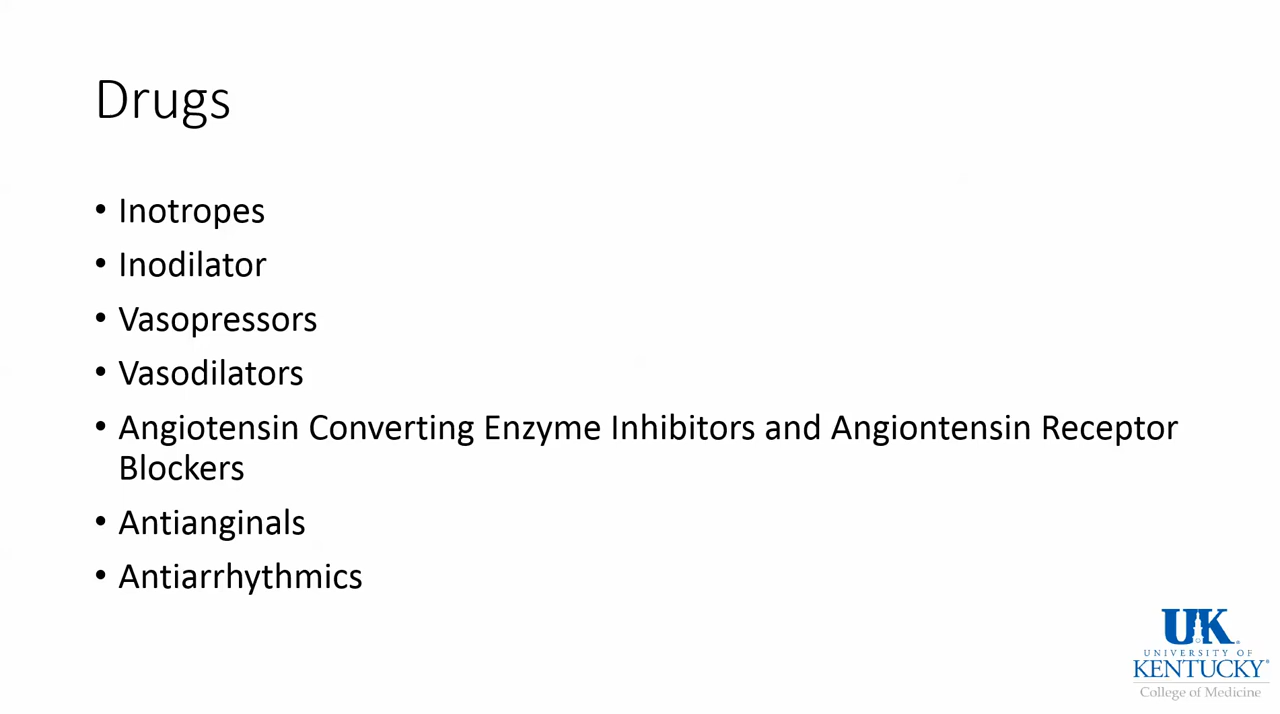 Drugs
• Inotropes
• Inodilator
• Vasopressors
• Vasodilators
• Angiotensin Converting Enzyme Inhibitors and Angiontensin Receptor
Blockers
• Antianginals
• Antiarrhythmics
UK
UNIVERSITY OF
KENTUCKY®
College of Medicine